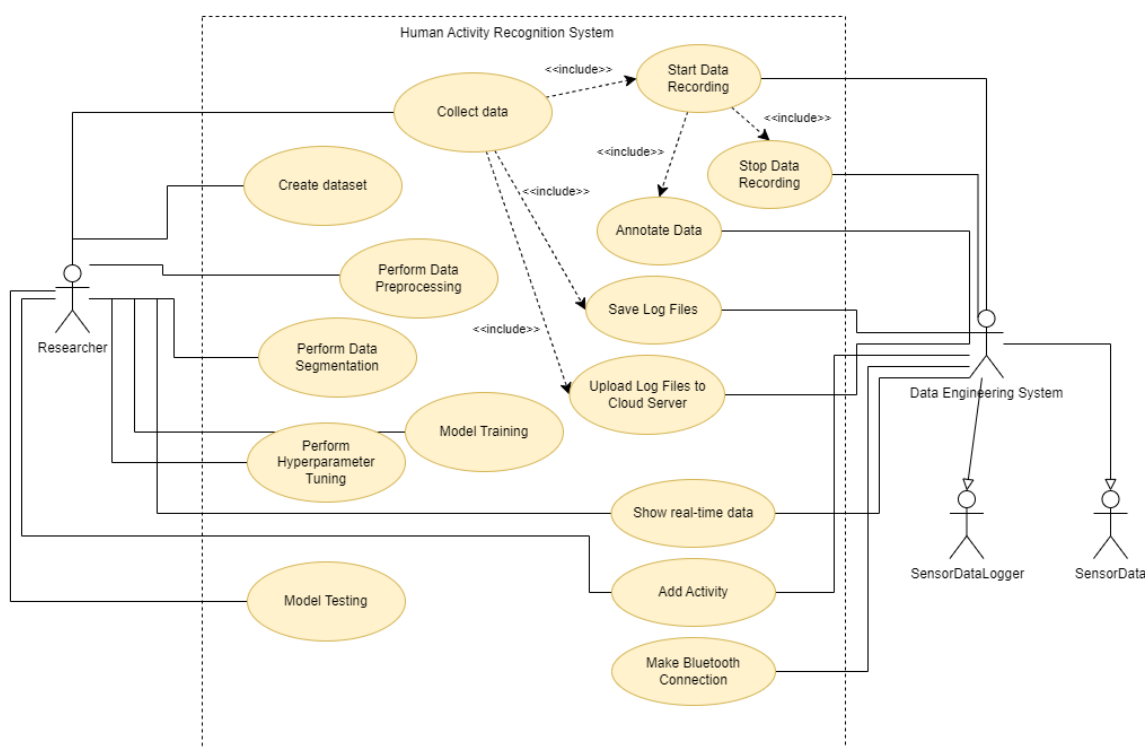 Human Activity Recognition System
<<include>>
Start Data
Recording
Collect data
<<include>>
<<include>>
Stop Data
Recording
Create dataset
<<include>>
Annotate Data
Perform Data
Preprocessing
Save Log Files
<<include>>
Researcher
Perform Data
Segmentation
Upload Log Files to
Cloud Server
Data Engineering System
Model Training
Perform
Hyperparameter
Tuning
Show real-time data
SensorDataLogger
SensorData
Add Activity
Model Testing
Make Bluetooth
Connection